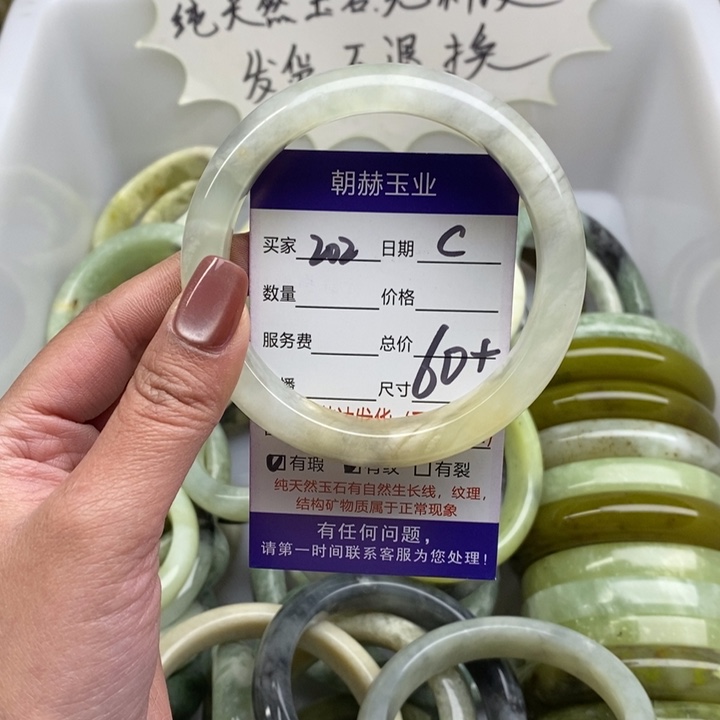 纯天然玉石无补发
发货不退换
朝赫玉业
买家 202 日期 C
数量 价格
服务费 总价
播 尺寸 60+
有瑕 有纹 有裂
纯天然玉石有自然生长线，纹理，
结构矿物质属于正常现象
有任何问题，
请第一时间联系客服为您处理！